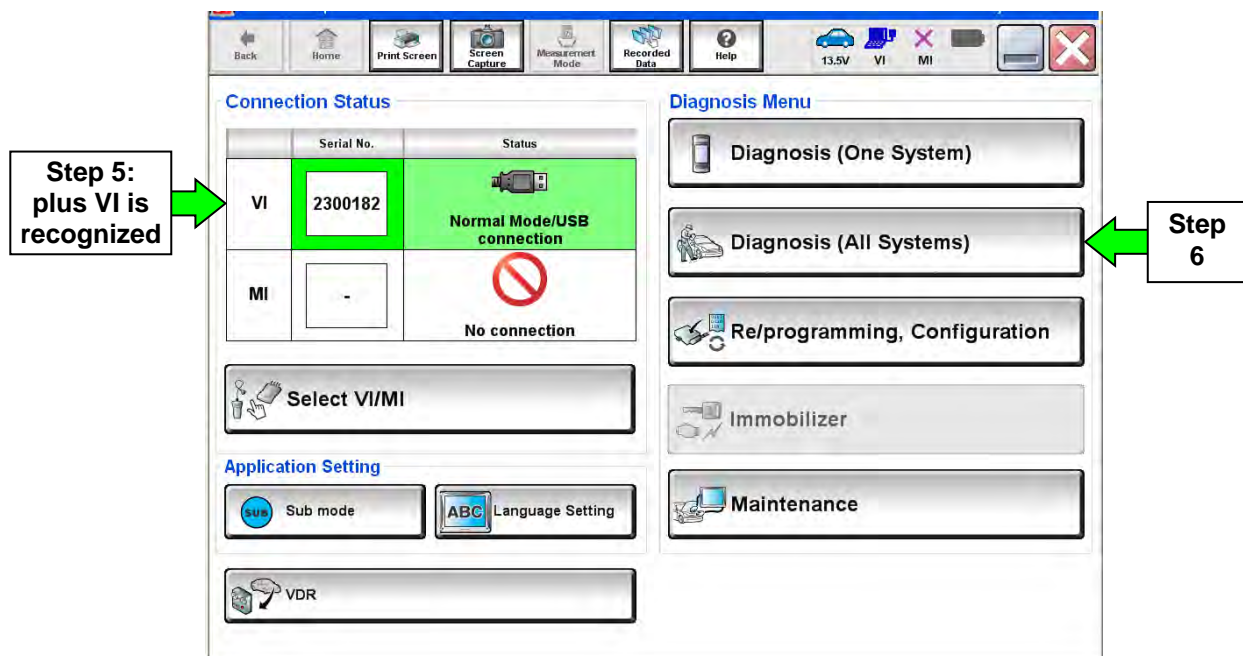 Back
Home
Print Screen
Screen
Capture
Measurement
Mode
Recorded
Data
Help
13.5V
VI
MI
Connection Status
Serial No.
Status
VI
2300182
Normal Mode/USB
connection
MI
-
No connection
Select VI/MI
Application Setting
SUB
Sub mode
ABC
Language Setting
VDR
Diagnosis Menu
Diagnosis (One System)
Diagnosis (All Systems)
Re/programming, Configuration
Immobilizer
Maintenance
Step 5:
plus VI is
recognized
Step
6